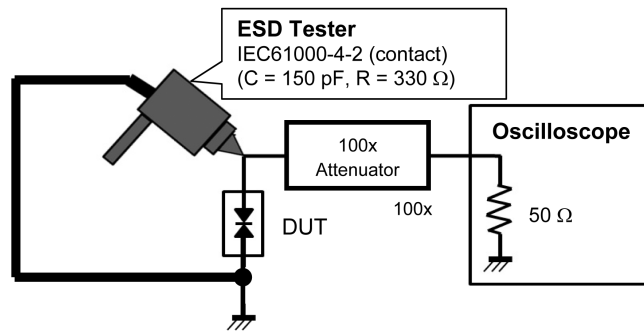 ESD Tester
IEC61000-4-2 (contact)
(C = 150 pF, R = 330 Ω)
100x
Attenuator
100x
Oscilloscope
50 Ω
DUT